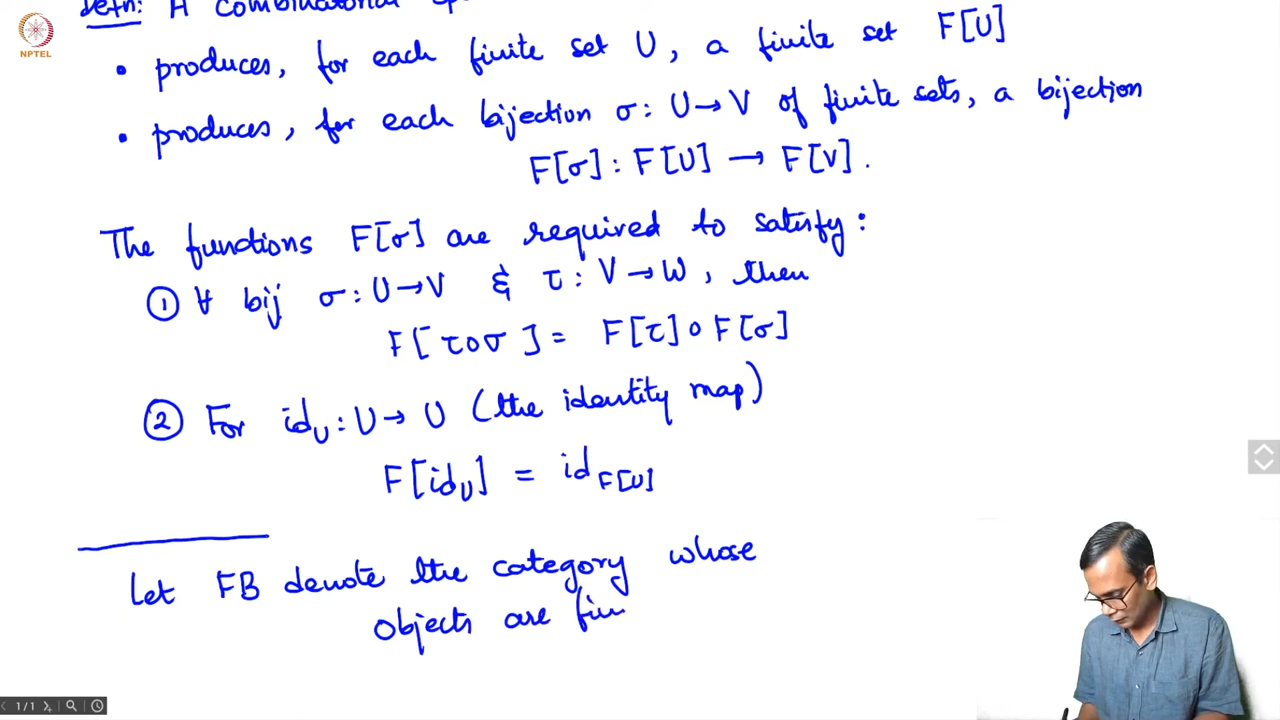 Defn: A combinatorial
• produces, for each finite set U, a finite set F[U]
NPTEL
• produces, for each bijection σ: U→V of finite sets, a bijection
F[σ]: F[U] → F[V].
The functions F[σ] are required to satisfy:
① ∀ bij σ: U→V & τ: V→W, then
F[τ∘σ] = F[τ]∘F[σ]
② For id_U: U→U (the identity map)
F[id_U] = id_F[U]
Let FB denote the category whose
objects are fin
1/1